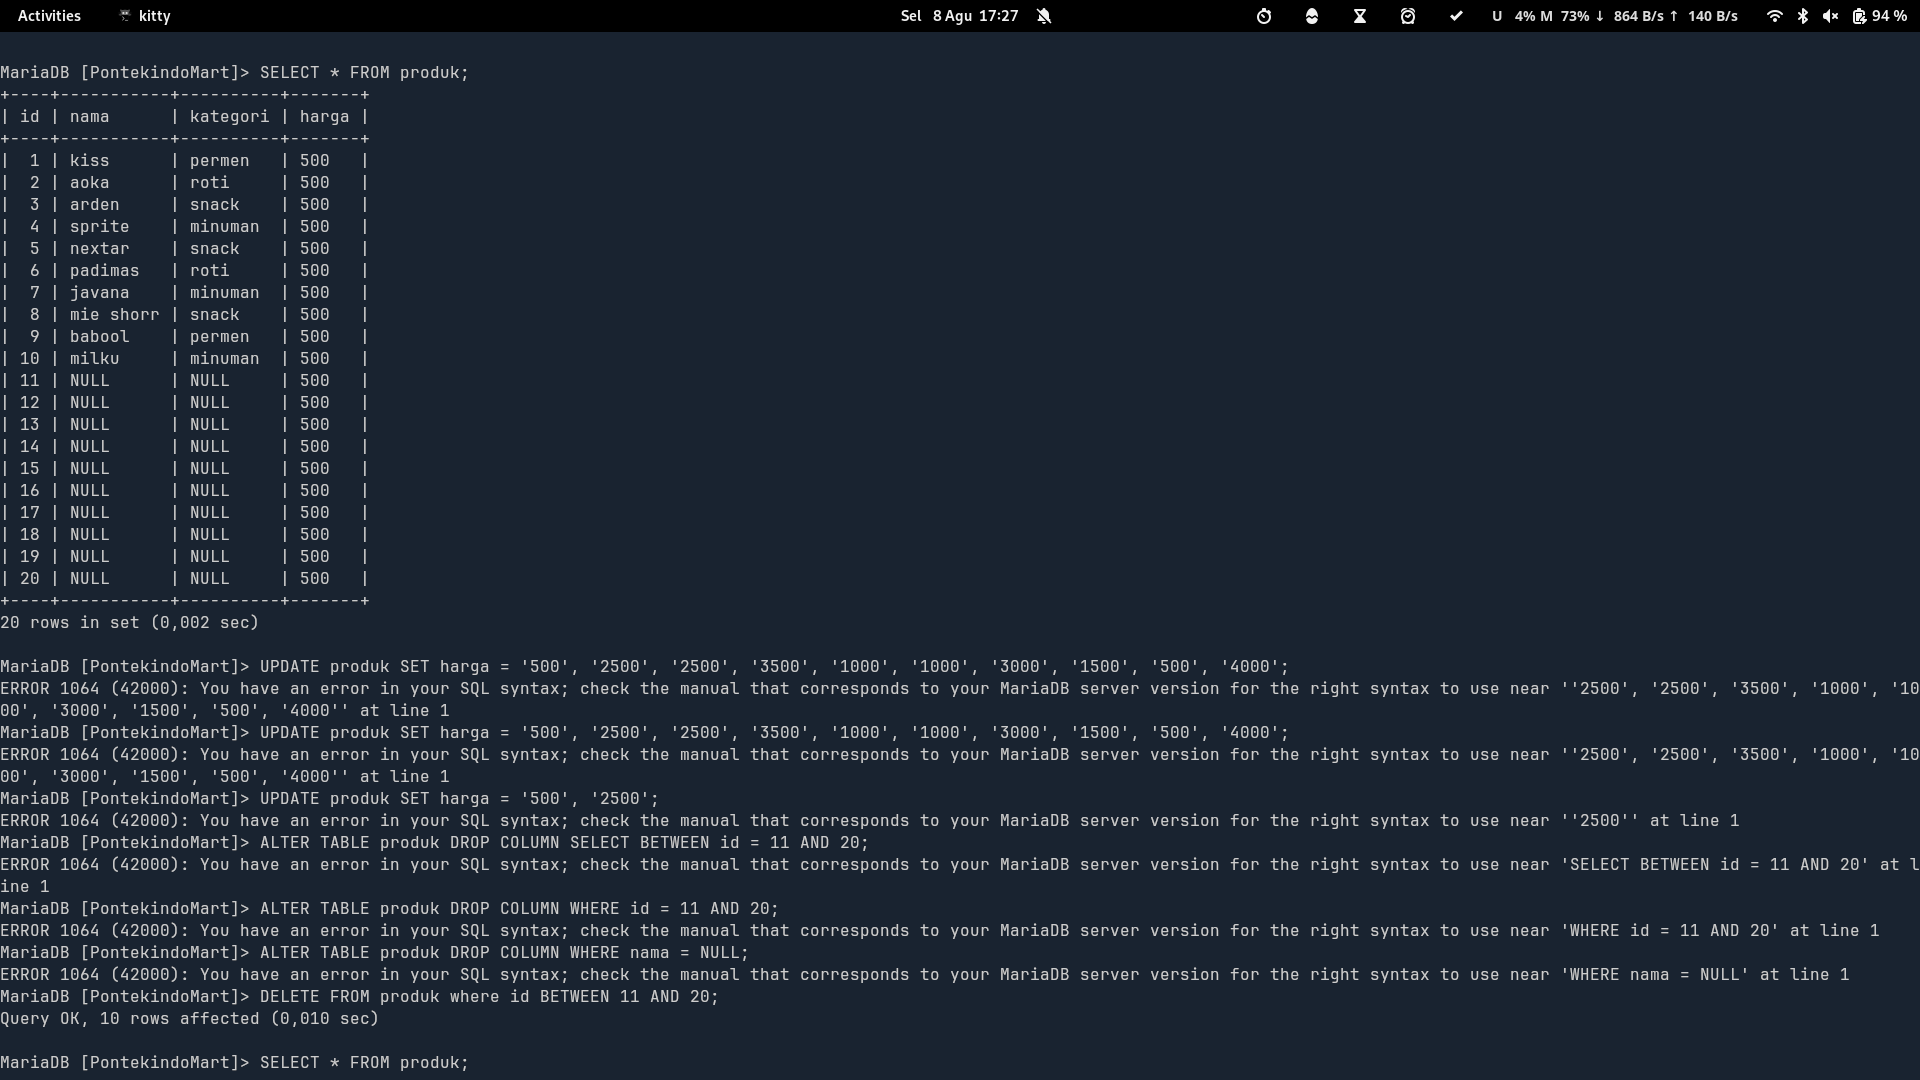 Activities kitty Sel 8 Agu 17:27 U 4% M 73% ↓ 864 B/s ↑ 140 B/s 94 %
MariaDB [PontekindoMart]> SELECT * FROM produk;
+----+-----------+----------+-------+
| id | nama      | kategori | harga |
+----+-----------+----------+-------+
|  1 | kiss      | permen   | 500   |
|  2 | aoka      | roti     | 500   |
|  3 | arden     | snack    | 500   |
|  4 | sprite    | minuman  | 500   |
|  5 | nextar    | snack    | 500   |
|  6 | padimas   | roti     | 500   |
|  7 | javana    | minuman  | 500   |
|  8 | mie shorr | snack    | 500   |
|  9 | babool    | permen   | 500   |
| 10 | milku     | minuman  | 500   |
| 11 | NULL      | NULL     | 500   |
| 12 | NULL      | NULL     | 500   |
| 13 | NULL      | NULL     | 500   |
| 14 | NULL      | NULL     | 500   |
| 15 | NULL      | NULL     | 500   |
| 16 | NULL      | NULL     | 500   |
| 17 | NULL      | NULL     | 500   |
| 18 | NULL      | NULL     | 500   |
| 19 | NULL      | NULL     | 500   |
| 20 | NULL      | NULL     | 500   |
+----+-----------+----------+-------+
20 rows in set (0,002 sec)
MariaDB [PontekindoMart]> UPDATE produk SET harga = '500', '2500', '2500', '3500', '1000', '1000', '3000', '1500', '500', '4000';
ERROR 1064 (42000): You have an error in your SQL syntax; check the manual that corresponds to your MariaDB server version for the right syntax to use near ''2500', '2500', '3500', '1000', '10
00', '3000', '1500', '500', '4000'' at line 1
MariaDB [PontekindoMart]> UPDATE produk SET harga = '500', '2500', '2500', '3500', '1000', '1000', '3000', '1500', '500', '4000';
ERROR 1064 (42000): You have an error in your SQL syntax; check the manual that corresponds to your MariaDB server version for the right syntax to use near ''2500', '2500', '3500', '1000', '10
00', '3000', '1500', '500', '4000'' at line 1
MariaDB [PontekindoMart]> UPDATE produk SET harga = '500', '2500';
ERROR 1064 (42000): You have an error in your SQL syntax; check the manual that corresponds to your MariaDB server version for the right syntax to use near ''2500'' at line 1
MariaDB [PontekindoMart]> ALTER TABLE produk DROP COLUMN SELECT BETWEEN id = 11 AND 20;
ERROR 1064 (42000): You have an error in your SQL syntax; check the manual that corresponds to your MariaDB server version for the right syntax to use near 'SELECT BETWEEN id = 11 AND 20' at l
ine 1
MariaDB [PontekindoMart]> ALTER TABLE produk DROP COLUMN WHERE id = 11 AND 20;
ERROR 1064 (42000): You have an error in your SQL syntax; check the manual that corresponds to your MariaDB server version for the right syntax to use near 'WHERE id = 11 AND 20' at line 1
MariaDB [PontekindoMart]> ALTER TABLE produk DROP COLUMN WHERE nama = NULL;
ERROR 1064 (42000): You have an error in your SQL syntax; check the manual that corresponds to your MariaDB server version for the right syntax to use near 'WHERE nama = NULL' at line 1
MariaDB [PontekindoMart]> DELETE FROM produk where id BETWEEN 11 AND 20;
Query OK, 10 rows affected (0,010 sec)
MariaDB [PontekindoMart]> SELECT * FROM produk;